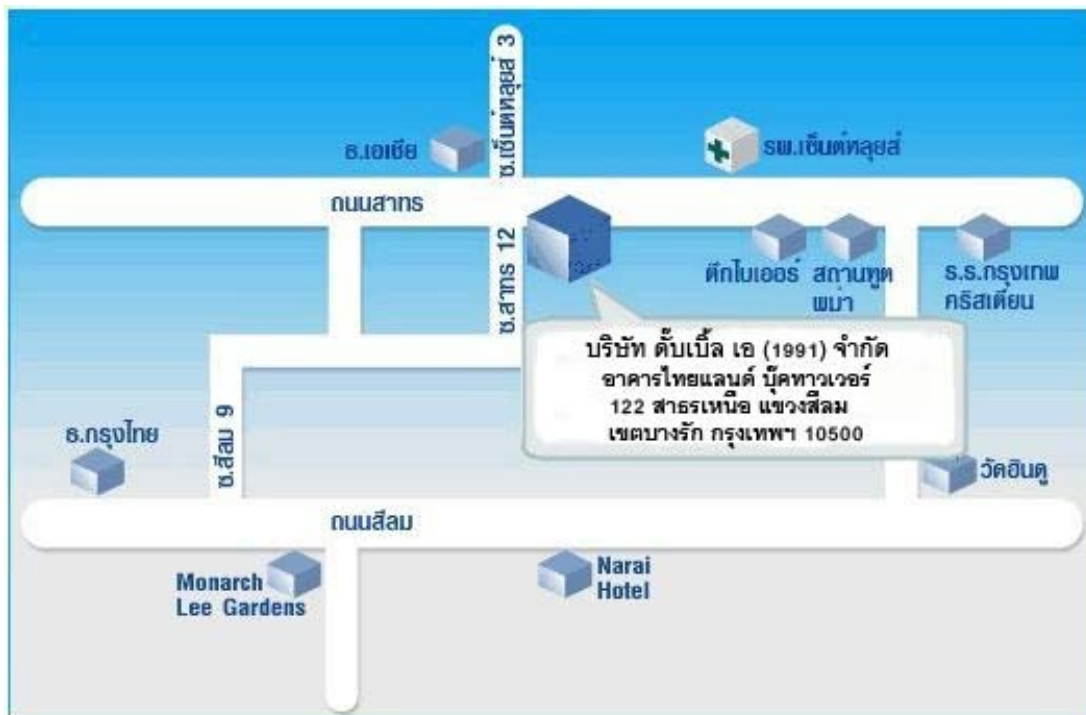 ซ.เซ็นต์หลุยส์ 3
ธ.เอเชีย
รพ.เซ็นต์หลุยส์
ถนนสาทร
ซ.สาทร 12
ตึกไบเออร์
สถานทูต
พม่า
ธ.ร.กรุงเทพ
คริสเตียน
บริษัท ดั๊บเบิ้ล เอ (1991) จำกัด
อาคารไทยแลนด์ บุ๊คทาวเวอร์
122 สาธรเหนือ แขวงสีลม
เขตบางรัก กรุงเทพฯ 10500
ธ.กรุงไทย
ซ.สีลม 9
วัดฮินดู
ถนนสีลม
Monarch
Lee Gardens
Narai
Hotel